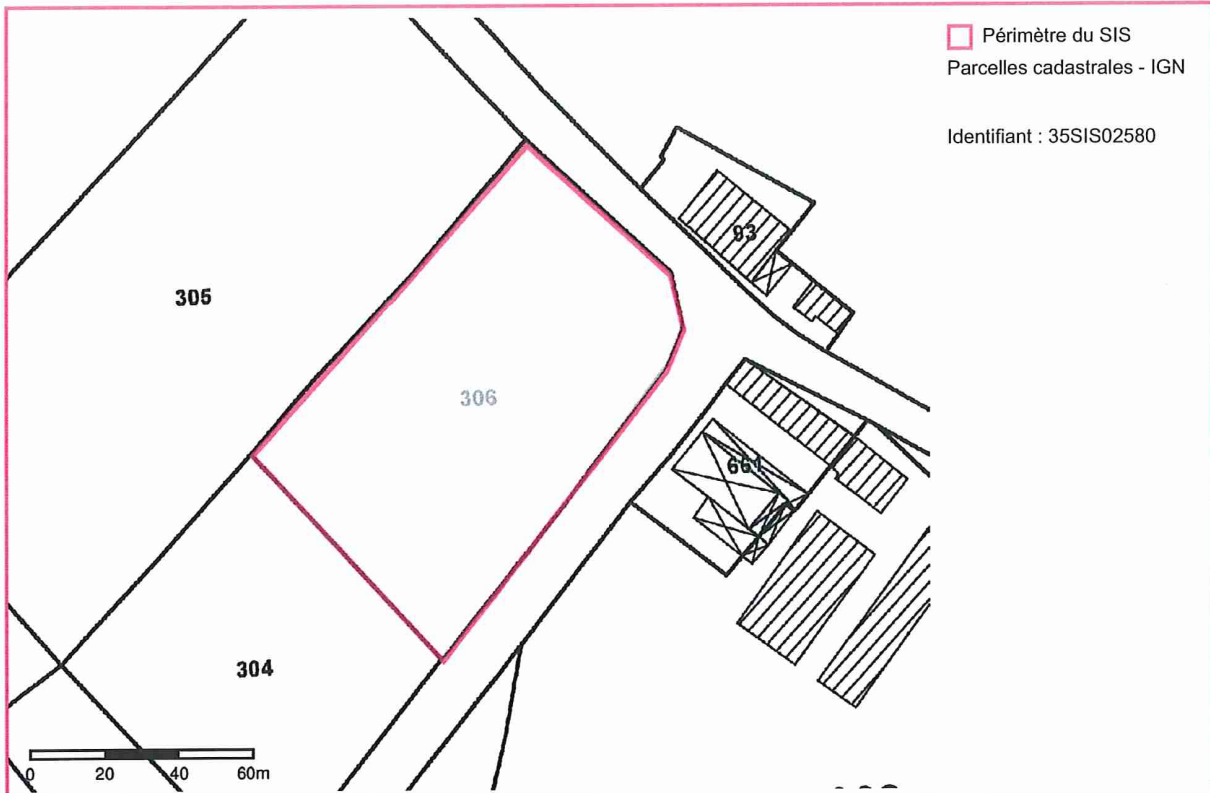 Périmètre du SIS
Parcelles cadastrales - IGN
Identifiant : 35SIS02580
93
305
306
661
304
0 20 40 60m